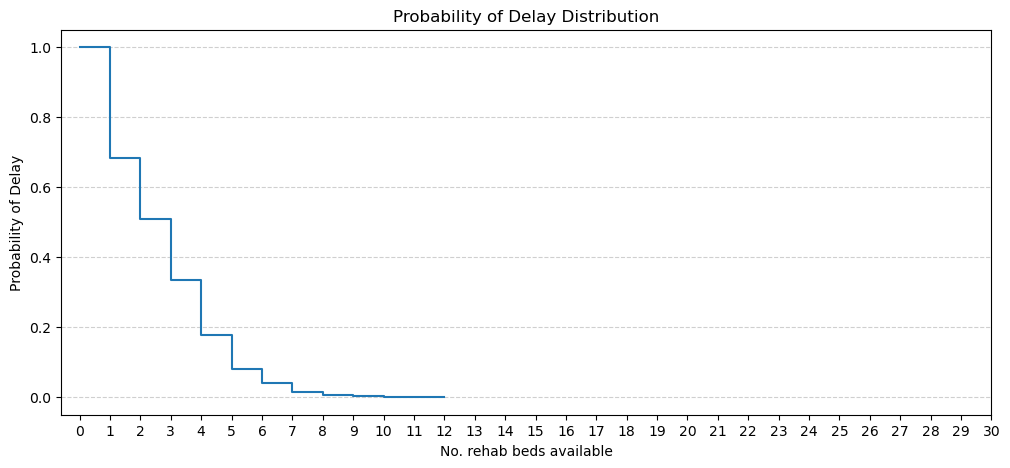 Probability of Delay Distribution
Probability of Delay
1.0
0.8
0.6
0.4
0.2
0.0
0 1 2 3 4 5 6 7 8 9 10 11 12 13 14 15 16 17 18 19 20 21 22 23 24 25 26 27 28 29 30
No. rehab beds available